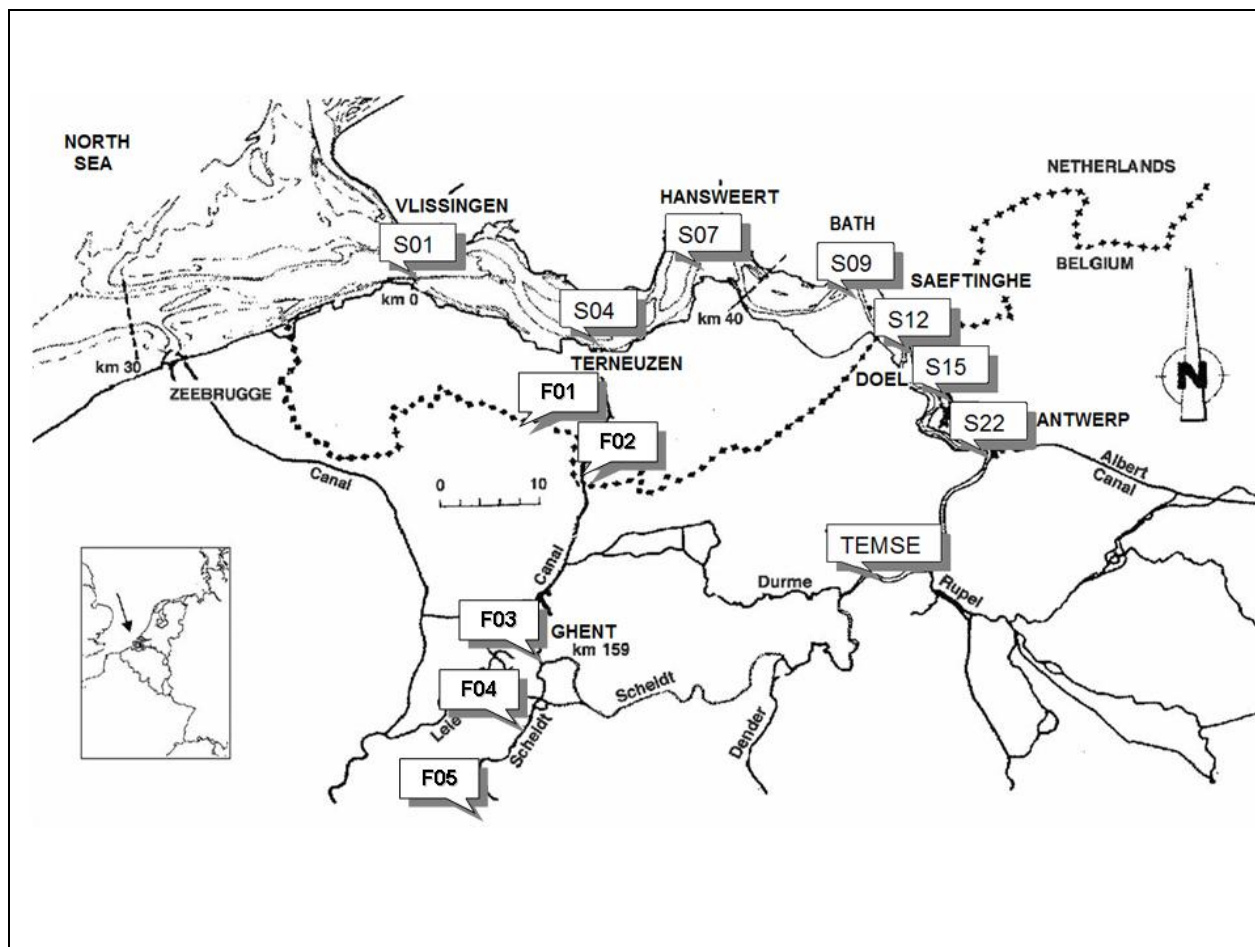 NORTH
SEA
NETHERLANDS
HANSWEERT
VLISSINGEN
BATH
S07
S01
BELGIUM
S09
SAEFTINGHE
km 0
S04
S12
km 40
km 30
TERNEUZEN
S15
DOEL
ZEEBRUGGE
F01
N
S22
ANTWERP
F02
Canal
Albert
Canal
0 10
TEMSE
Canal
Durme
Rupel
F03
GHENT
km 159
F04
Scheldt
Leie
Scheldt
Dender
F05